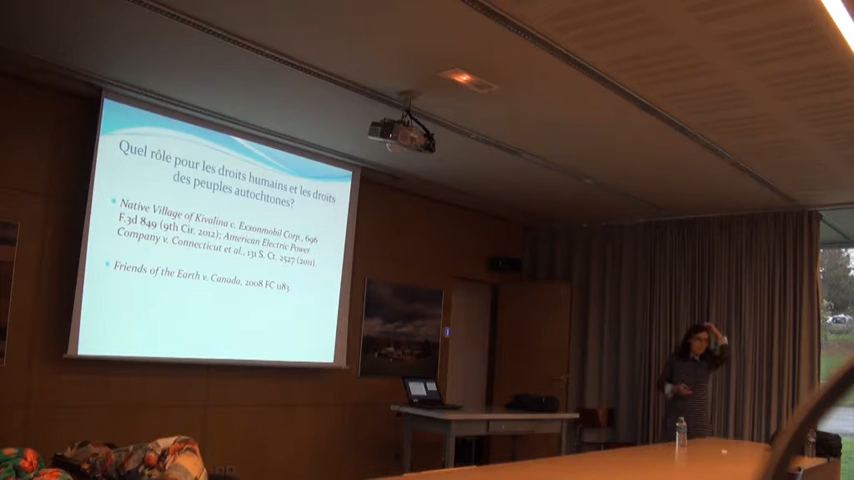 Quel rôle pour les droits humains et les droits
des peuples autochtones?
Native Village of Kivalina c. Exxonmobil Corp., 696
F.3d 849 (9th Cir. 2012); American Electric Power
Company v. Connecticut et al., 131 S. Ct. 2527 (2011).
Friends of the Earth v. Canada, 2008 FC 1183